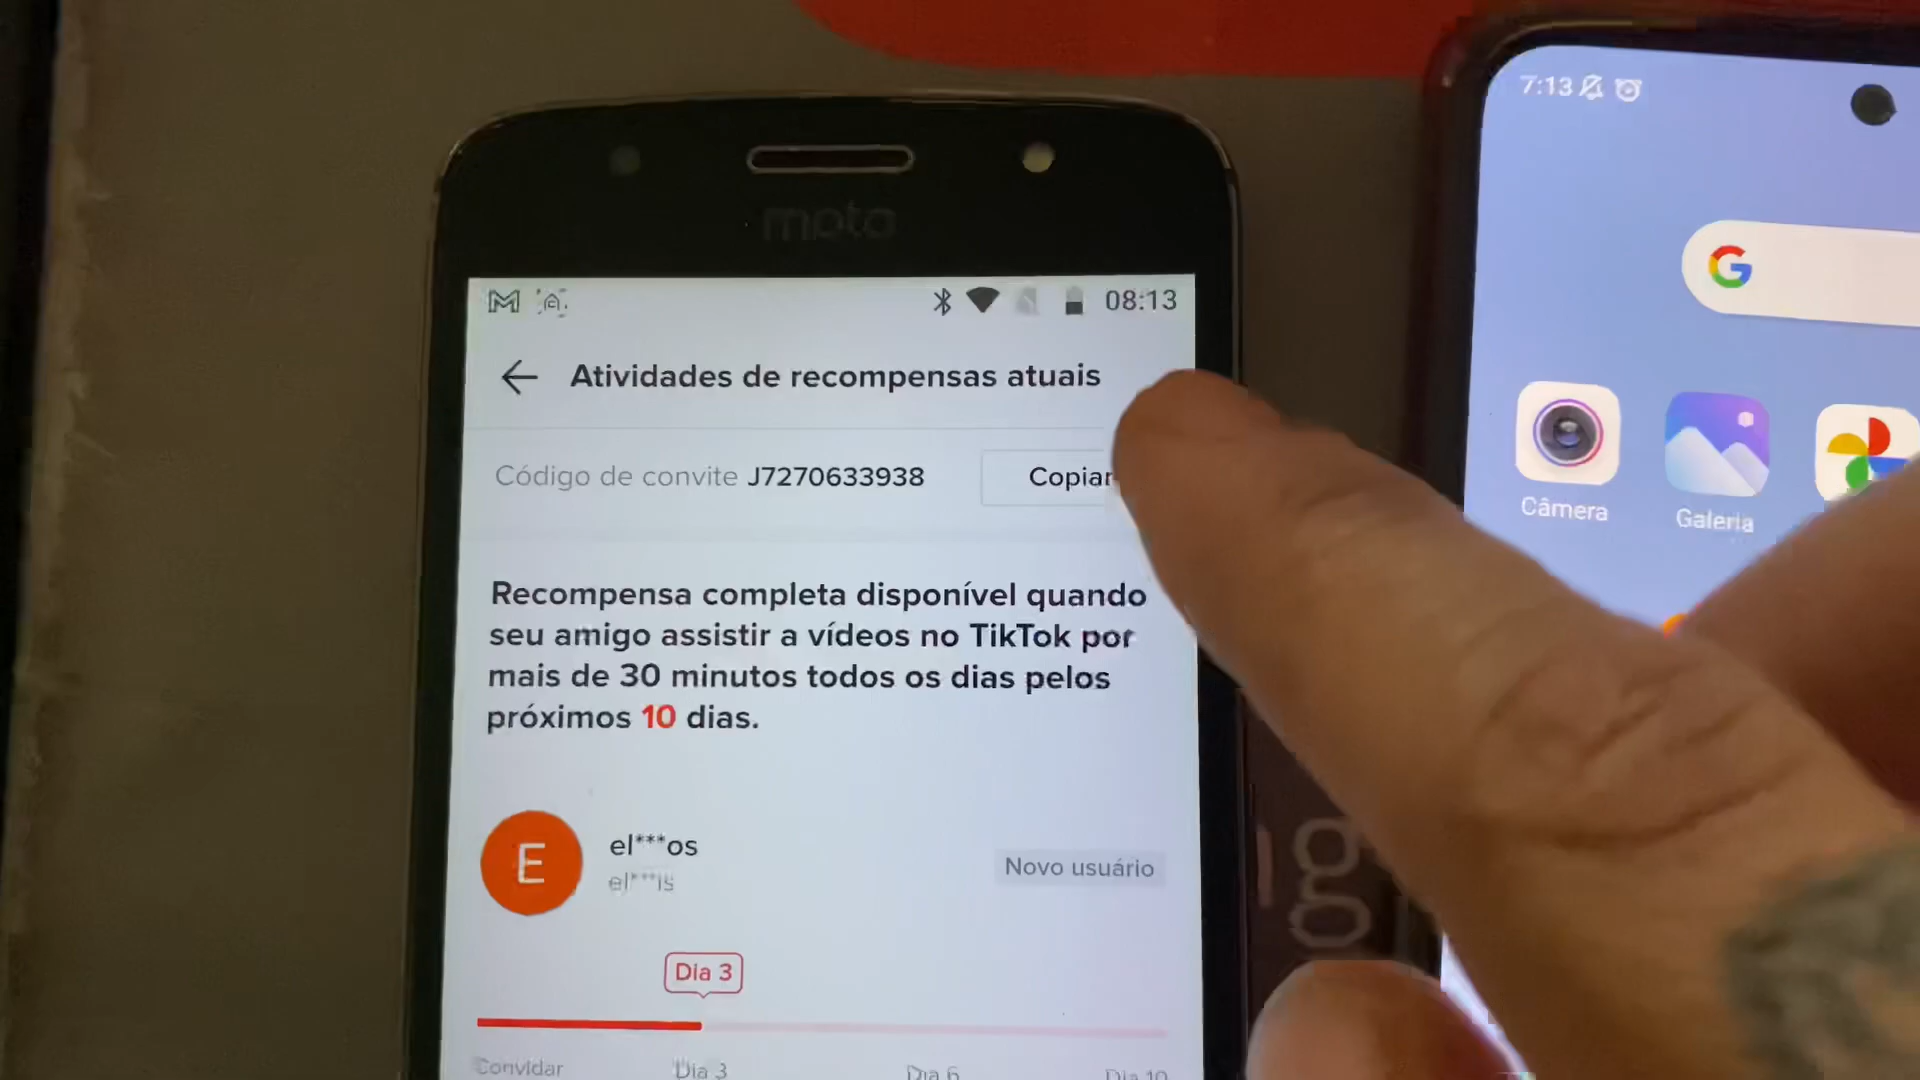 moto
08:13
Atividades de recompensas atuais
Código de convite J7270633938
Copiar
Recompensa completa disponível quando
seu amigo assistir a vídeos no TikTok por
mais de 30 minutos todos os dias pelos
próximos 10 dias.
E
el***os
el***is
Novo usuário
Dia 3
Convidar
Dia 3
Dia 6
Dia 10
7:13
G
Câmera
Galeria